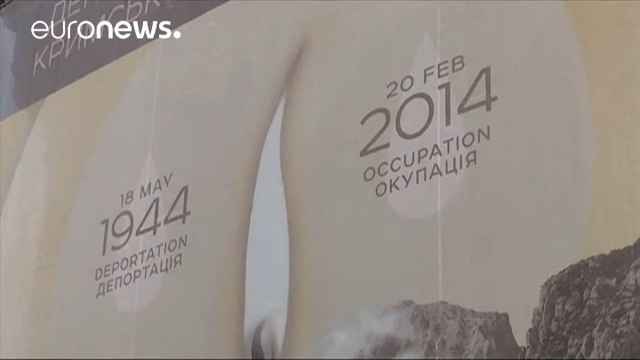 euronews.
20 FEB
2014
OCCUPATION
ОКУПАЦІЯ
18 MAY
1944
DEPORTATION
ДЕПОРТАЦІЯ